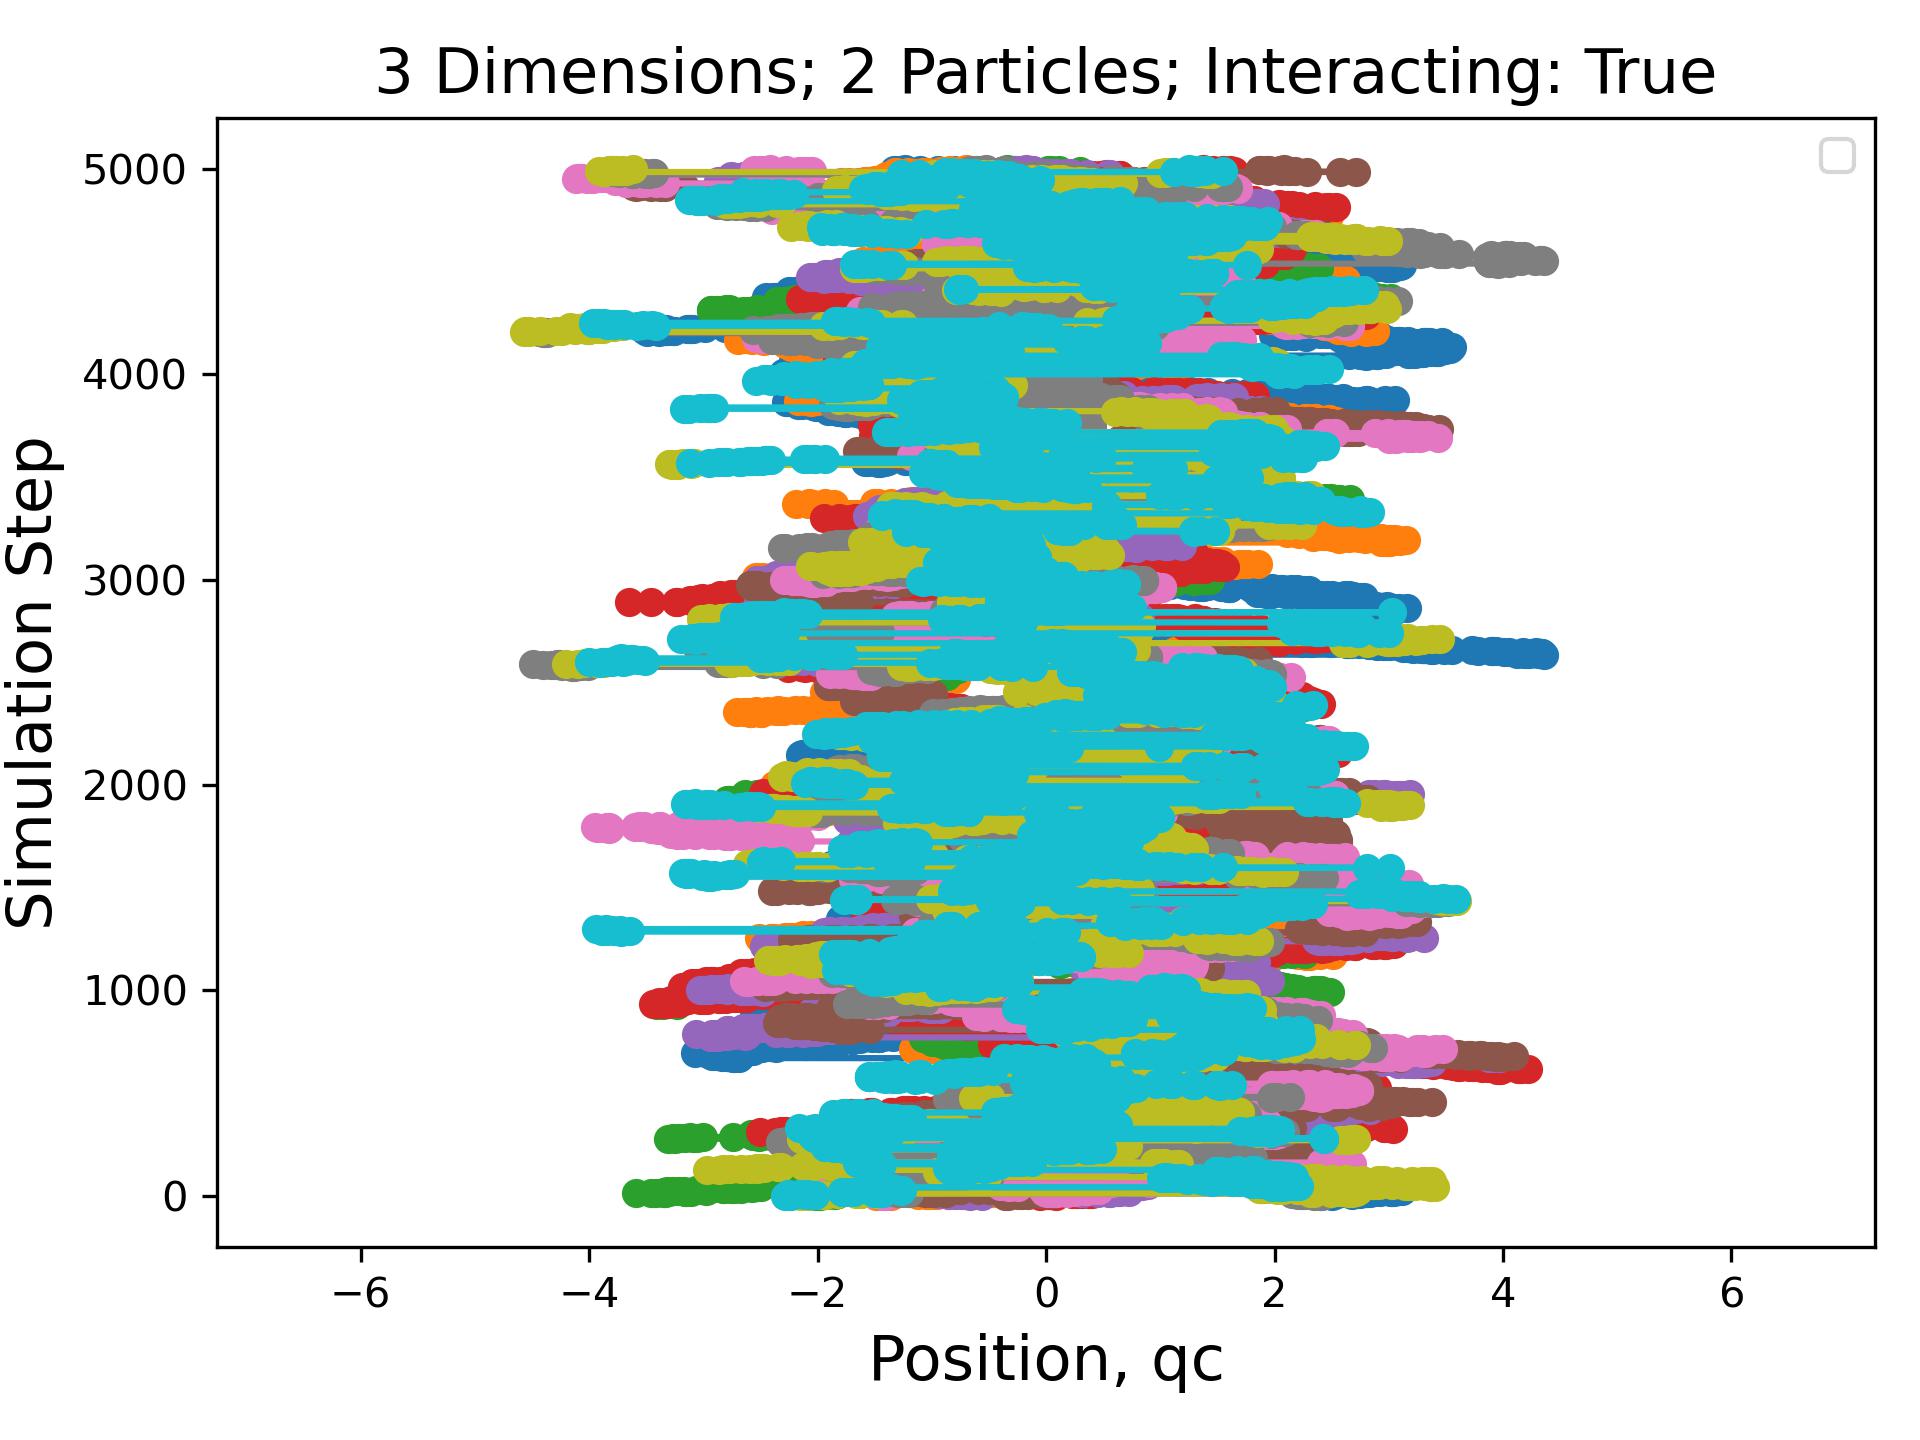 3 Dimensions; 2 Particles; Interacting: True
Simulation Step
5000
4000
3000
2000
1000
0
−6 −4 −2 0 2 4 6
Position, qc